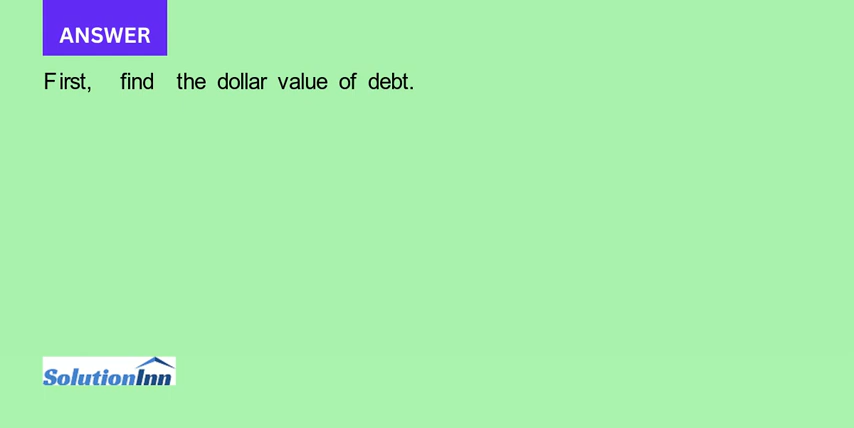 ANSWER
First, find the dollar value of debt.
SolutionInn